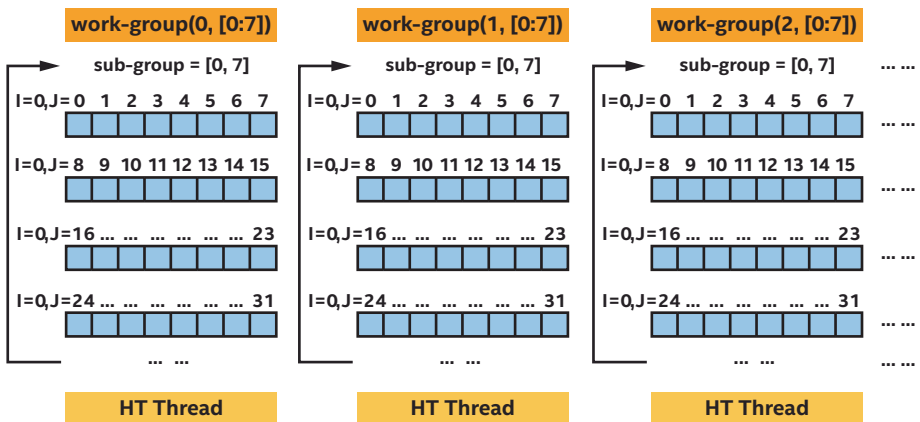 work-group(0, [0:7]) work-group(1, [0:7]) work-group(2, [0:7])
sub-group = [0, 7] sub-group = [0, 7] sub-group = [0, 7] ... ...
I=0,J= 0 1 2 3 4 5 6 7 I=0,J= 0 1 2 3 4 5 6 7 I=0,J= 0 1 2 3 4 5 6 7
... ...
I=0,J= 8 9 10 11 12 13 14 15 I=0,J= 8 9 10 11 12 13 14 15 I=0,J= 8 9 10 11 12 13 14 15
... ...
I=0,J=16 ... ... ... ... ... 23 I=0,J=16 ... ... ... ... ... 23 I=0,J=16 ... ... ... ... ... 23
... ...
I=0,J=24 ... ... ... ... ... 31 I=0,J=24 ... ... ... ... ... 31 I=0,J=24 ... ... ... ... ... 31
... ...
... ... ... ... ... ... ... ...
HT Thread HT Thread HT Thread